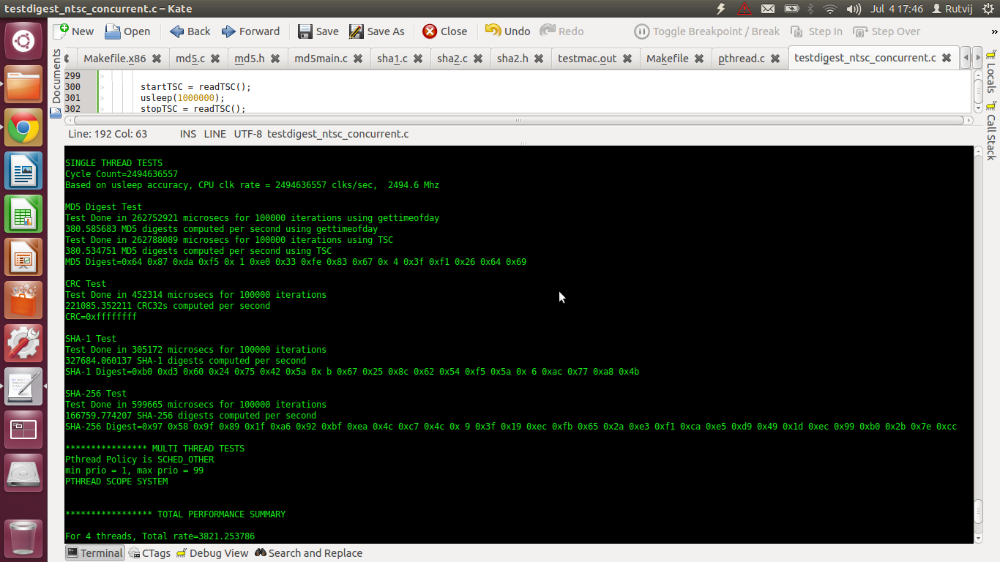 testdigest_ntsc_concurrent.c – Kate
Jul 4 17:46 Rutvij
New Open Back Forward Save Save As Close Undo Redo Toggle Breakpoint / Break Step In Step Over »
Makefile.x86 md5.c md5.h md5main.c sha1.c sha2.c sha2.h testmac.out Makefile pthread.c testdigest_ntsc_concurrent.c
Documents
Locals
Call Stack
299
300 startTSC = readTSC();
301 usleep(1000000);
302 stopTSC = readTSC();
Line: 192 Col: 63 INS LINE UTF-8 testdigest_ntsc_concurrent.c
SINGLE THREAD TESTS
Cycle Count=2494636557
Based on usleep accuracy, CPU clk rate = 2494636557 clks/sec,  2494.6 Mhz
MD5 Digest Test
Test Done in 262752921 microsecs for 100000 iterations using gettimeofday
380.585683 MD5 digests computed per second using gettimeofday
Test Done in 262788089 microsecs for 100000 iterations using TSC
380.534751 MD5 digests computed per second using TSC
MD5 Digest=0x64 0x87 0xda 0xf5 0x 1 0xe0 0x33 0xfe 0x83 0x67 0x 4 0x3f 0xf1 0x26 0x64 0x69
CRC Test
Test Done in 452314 microsecs for 100000 iterations
221085.352211 CRC32s computed per second
CRC=0xffffffff
SHA-1 Test
Test Done in 305172 microsecs for 100000 iterations
327684.060137 SHA-1 digests computed per second
SHA-1 Digest=0xb0 0xd3 0x60 0x24 0x75 0x42 0x5a 0x b 0x67 0x25 0x8c 0x62 0x54 0xf5 0x5a 0x 6 0xac 0x77 0xa8 0x4b
SHA-256 Test
Test Done in 599665 microsecs for 100000 iterations
166759.774207 SHA-256 digests computed per second
SHA-256 Digest=0x97 0x58 0x9f 0x89 0x1f 0xa6 0x92 0xbf 0xea 0x4c 0xc7 0x4c 0x 9 0x3f 0x19 0xec 0xfb 0x65 0x2a 0xe3 0xf1 0xca 0xe5 0xd9 0x49 0x1d 0xec 0x99 0xb0 0x2b 0x7e 0xcc
**************** MULTI THREAD TESTS
Pthread Policy is SCHED_OTHER
min prio = 1, max prio = 99
PTHREAD SCOPE SYSTEM
***************** TOTAL PERFORMANCE SUMMARY
For 4 threads, Total rate=3821.253786
Terminal CTags Debug View Search and Replace